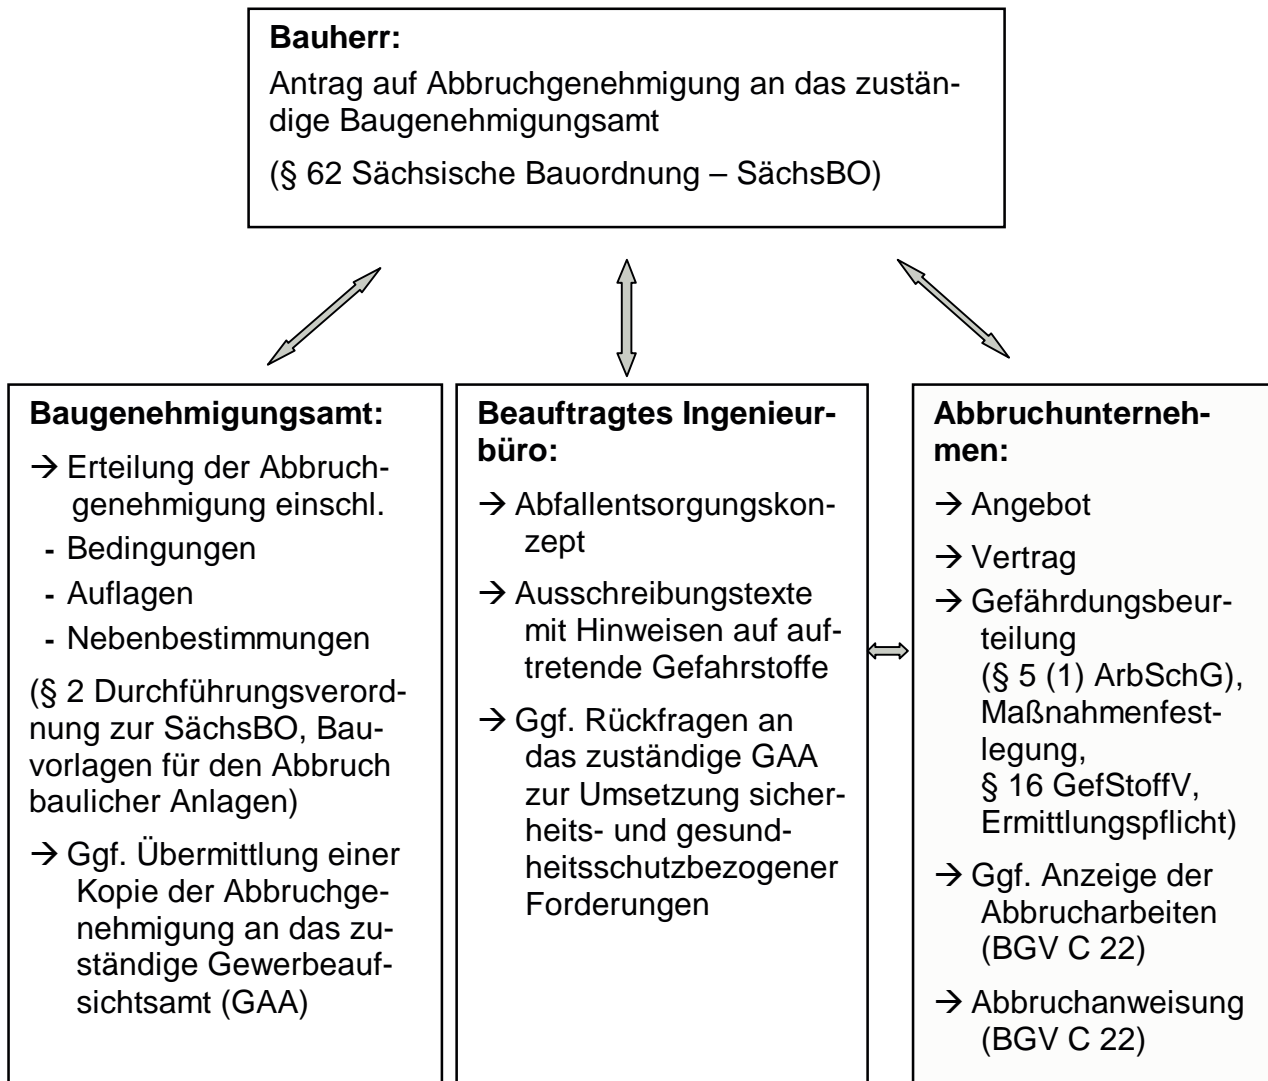 Bauherr:
Antrag auf Abbruchgenehmigung an das zustän-
dige Baugenehmigungsamt
(§ 62 Sächsische Bauordnung – SächsBO)
Baugenehmigungsamt:
→ Erteilung der Abbruch-
genehmigung einschl.
- Bedingungen
- Auflagen
- Nebenbestimmungen
(§ 2 Durchführungsverord-
nung zur SächsBO, Bau-
vorlagen für den Abbruch
baulicher Anlagen)
→ Ggf. Übermittlung einer
Kopie der Abbruchge-
nehmigung an das zu-
ständige Gewerbeauf-
sichtsamt (GAA)
Beauftragtes Ingenieur-
büro:
→ Abfallentsorgungskon-
zept
→ Ausschreibungstexte
mit Hinweisen auf auf-
tretende Gefahrstoffe
→ Ggf. Rückfragen an
das zuständige GAA
zur Umsetzung sicher-
heits- und gesund-
heitsschutzbezogener
Forderungen
Abbruchunterneh-
men:
→ Angebot
→ Vertrag
→ Gefährdungsbeur-
teilung
(§ 5 (1) ArbSchG),
Maßnahmenfest-
legung,
§ 16 GefStoffV,
Ermittlungspflicht)
→ Ggf. Anzeige der
Abbrucharbeiten
(BGV C 22)
→ Abbruchanweisung
(BGV C 22)